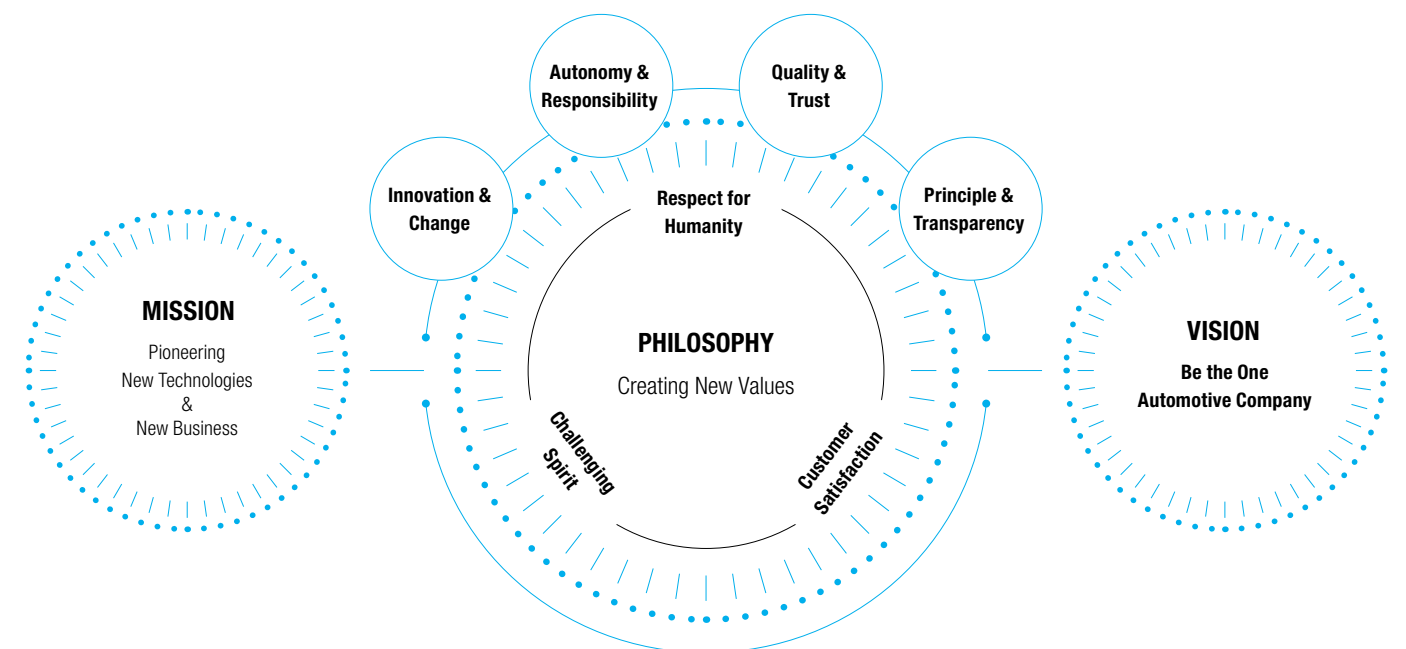 MISSION
Pioneering
New Technologies
&
New Business
Innovation &
Change
Autonomy &
Responsibility
Quality &
Trust
Principle &
Transparency
Respect for
Humanity
PHILOSOPHY
Creating New Values
Challenging
Spirit
Customer
Satisfaction
VISION
Be the One
Automotive Company